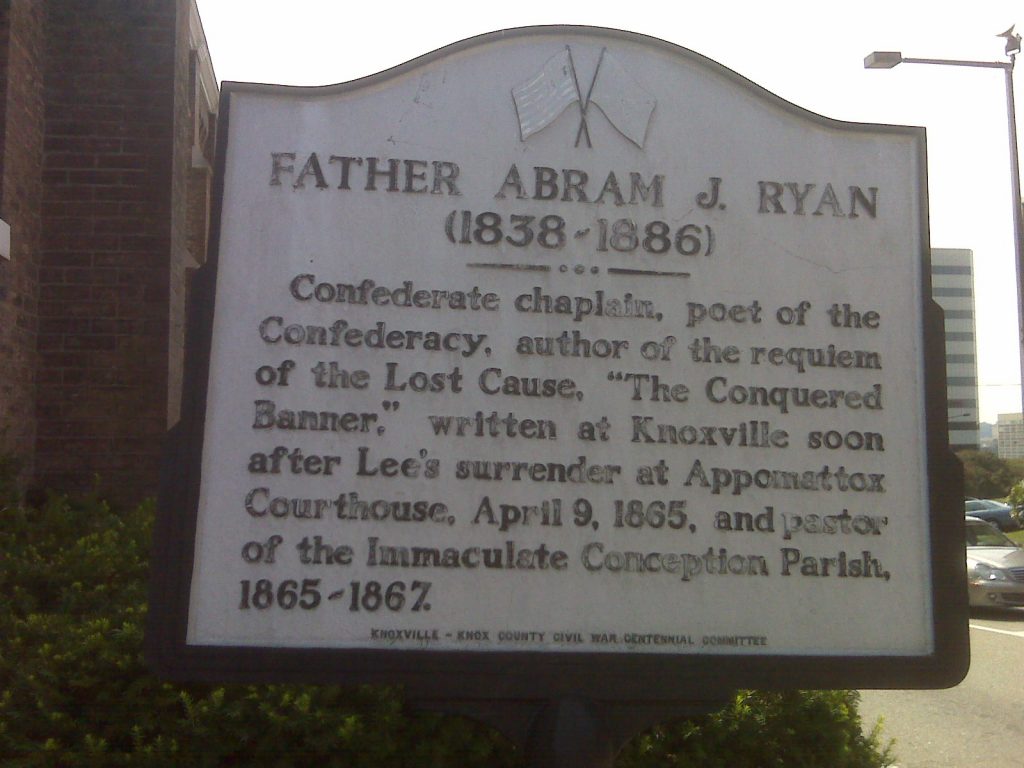 FATHER ABRAM J. RYAN
(1838-1886)
Confederate chaplain, poet of the
Confederacy, author of the requiem
of the Lost Cause, "The Conquered
Banner," written at Knoxville soon
after Lee's surrender at Appomattox
Courthouse, April 9, 1865, and pastor
of the Immaculate Conception Parish,
1865-1867.
KNOXVILLE - KNOX COUNTY CIVIL WAR CENTENNIAL COMMITTEE